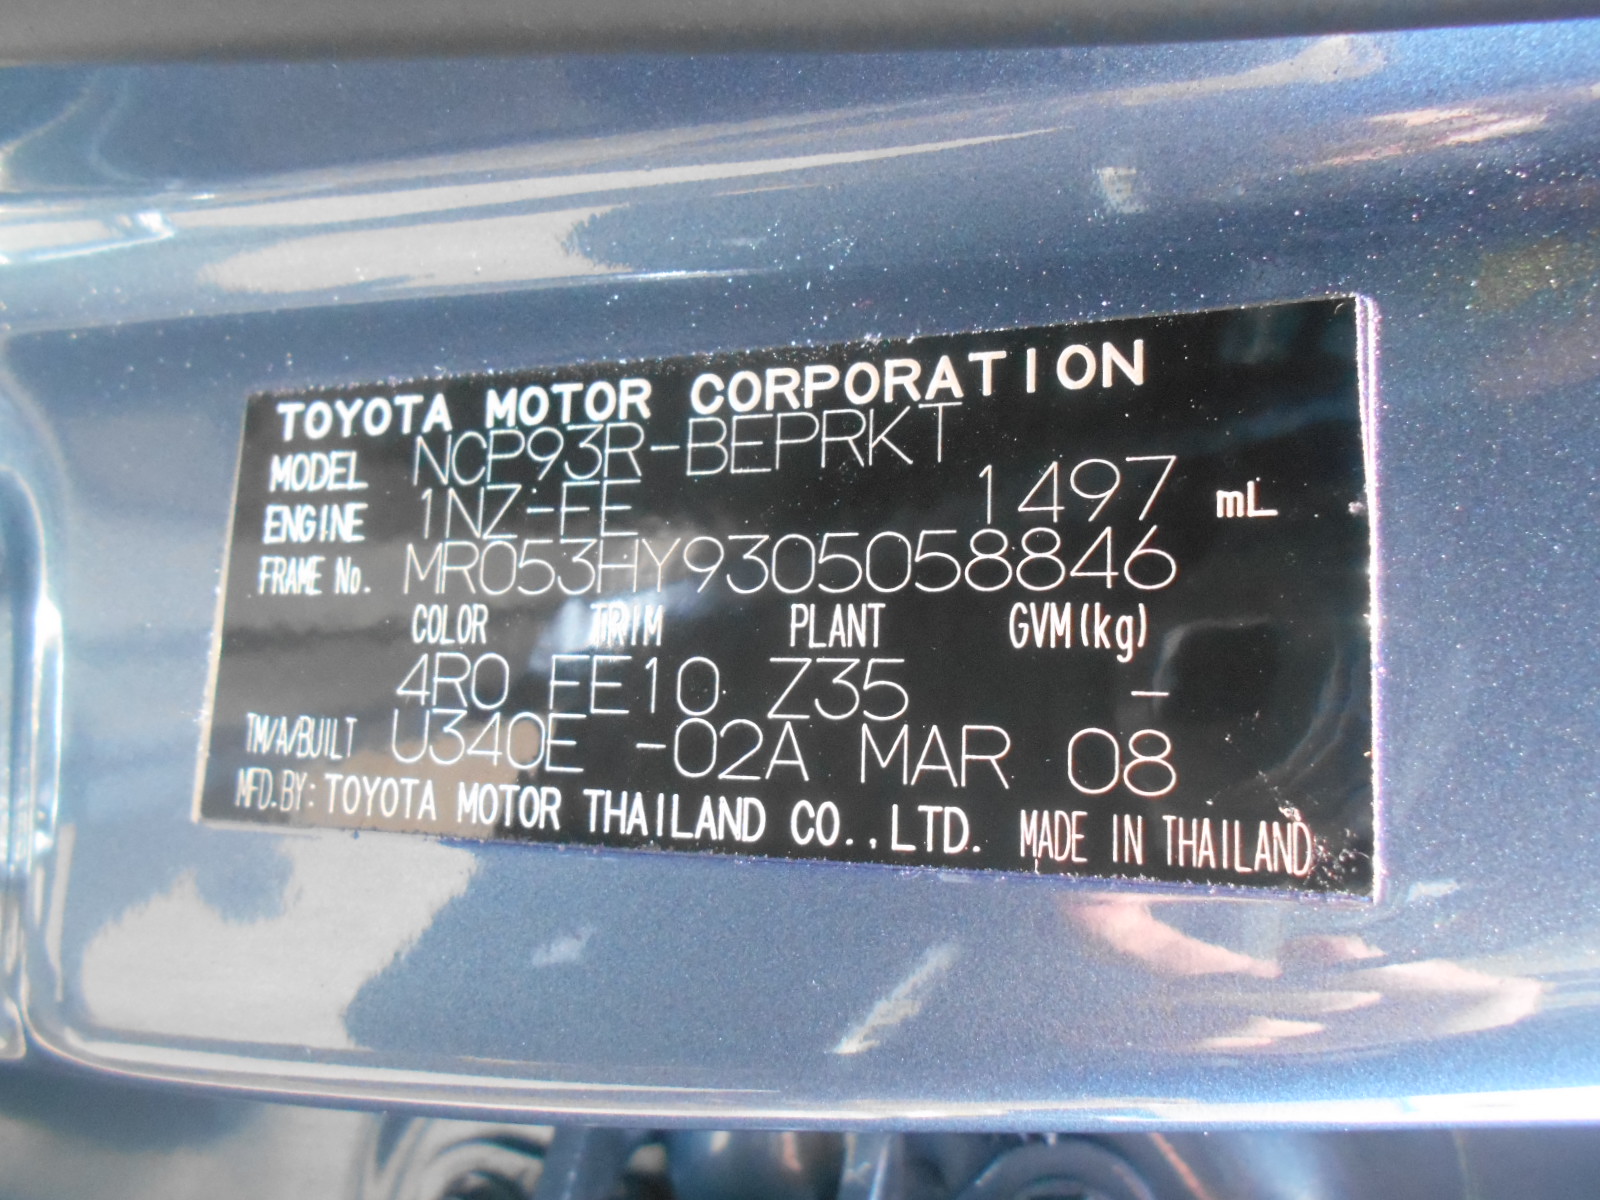 TOYOTA MOTOR CORPORATION
MODEL NCP93R-BEPRKT
ENGINE 1NZ-FE 1497 mL
FRAME No. MR053HY9305058846
COLOR TRIM PLANT GVM(kg)
4R0 FE10 Z35 -
TM/A/BUILT U340E -02A MAR 08
MFD.BY: TOYOTA MOTOR THAILAND CO.,LTD. MADE IN THAILAND